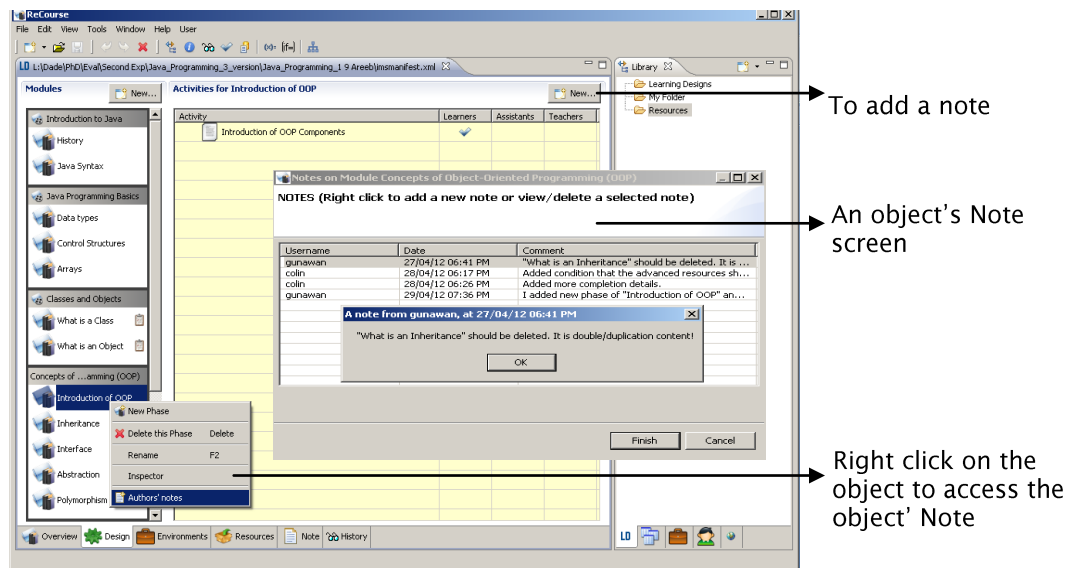 ReCourse
File Edit View Tools Window Help User
(x)= (if=)
LD L:\Dade\PhD\Eval\Second Exp\Java_Programming_3_version\Java_Programming_1 9 Areeb\imsmanifest.xml
Library
Modules
New...
Activities for Introduction of OOP
New...
To add a note
Learning Designs
My Folder
Resources
Activity Learners Assistants Teachers
Introduction of OOP Components
Introduction to Java
History
Java Syntax
Java Programming Basics
Data types
Control Structures
Arrays
Classes and Objects
What is a Class
What is an Object
Concepts of ...amming (OOP)
Introduction of OOP
Inheritance
Interface
Abstraction
Polymorphism
New Phase
Delete this Phase Delete
Rename F2
Inspector
Authors' notes
Notes on Module Concepts of Object-Oriented Programming (OOP)
NOTES (Right click to add a new note or view/delete a selected note)
An object's Note
screen
Username Date Comment
gunawan 27/04/12 06:41 PM "What is an Inheritance" should be deleted. It is ...
colin 28/04/12 06:17 PM Added condition that the advanced resources sh...
colin 28/04/12 06:26 PM Added more completion details.
gunawan 29/04/12 07:36 PM I added new phase of "Introduction of OOP" an...
A note from gunawan, at 27/04/12 06:41 PM
"What is an Inheritance" should be deleted. It is double/duplication content!
OK
Finish Cancel
Right click on the
object to access the
object' Note
Overview Design Environments Resources Note History
LD